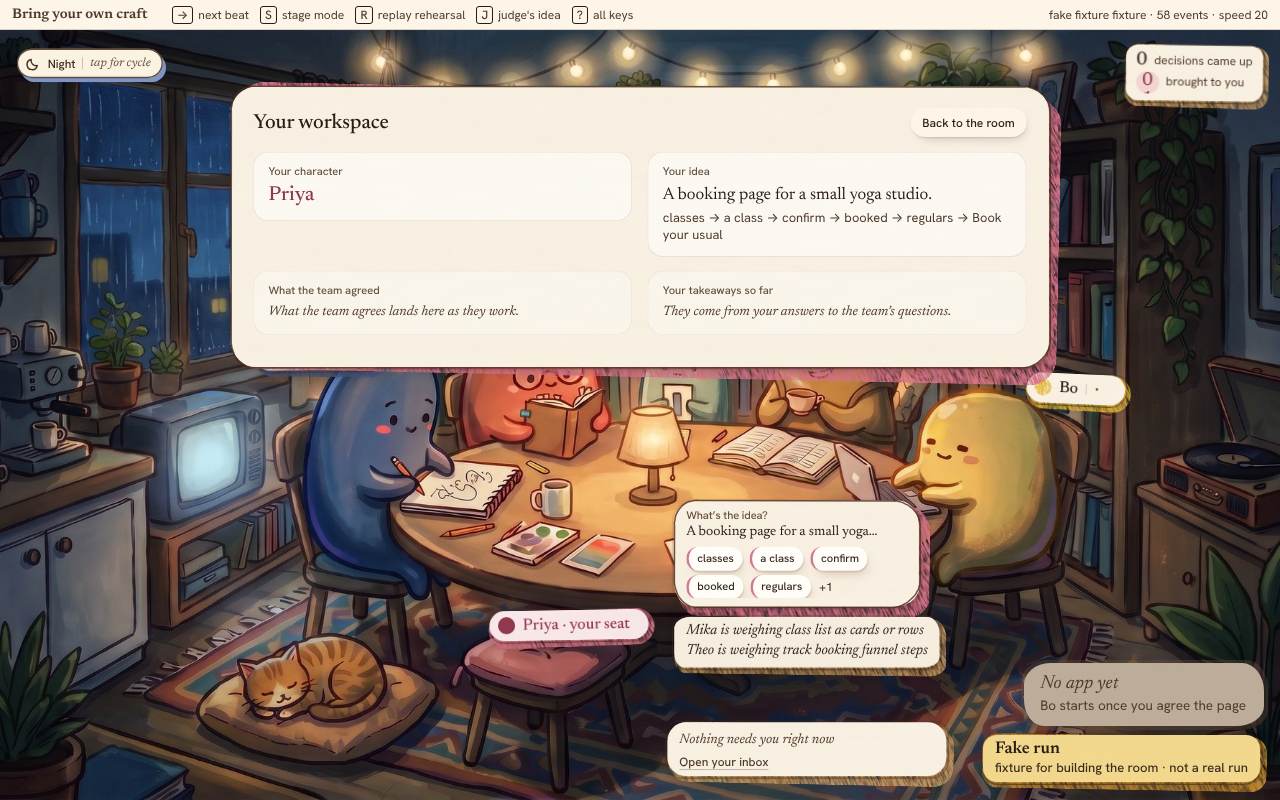 Bring your own craft
→ next beat S stage mode R replay rehearsal J judge's idea ? all keys
fake fixture fixture · 58 events · speed 20
Night tap for cycle
0 decisions came up
0 brought to you
Your workspace
Back to the room
Your character
Priya
Your idea
A booking page for a small yoga studio.
classes → a class → confirm → booked → regulars → Book
your usual
What the team agreed
What the team agrees lands here as they work.
Your takeaways so far
They come from your answers to the team's questions.
Bo
What's the idea?
A booking page for a small yoga...
classes a class confirm
booked regulars +1
Priya · your seat
Mika is weighing class list as cards or rows
Theo is weighing track booking funnel steps
No app yet
Bo starts once you agree the page
Nothing needs you right now
Open your inbox
Fake run
fixture for building the room · not a real run